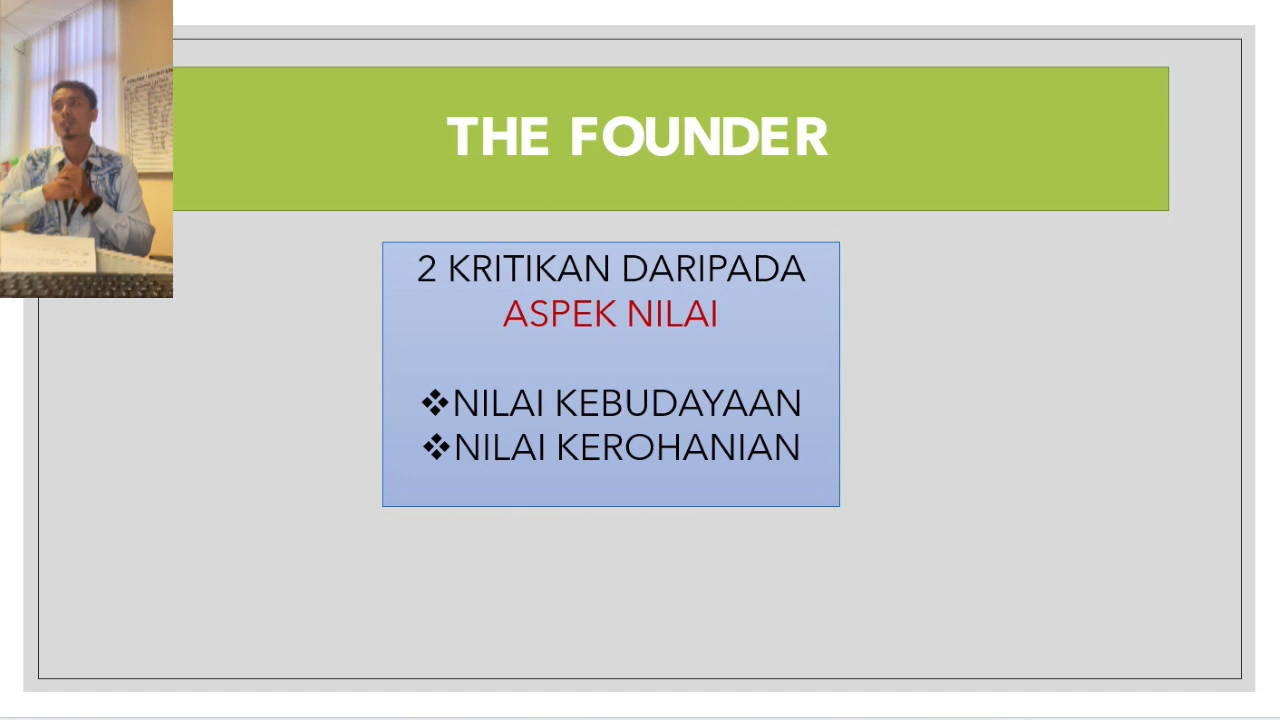 THE FOUNDER
2 KRITIKAN DARIPADA
ASPEK NILAI
❖NILAI KEBUDAYAAN
❖NILAI KEROHANIAN